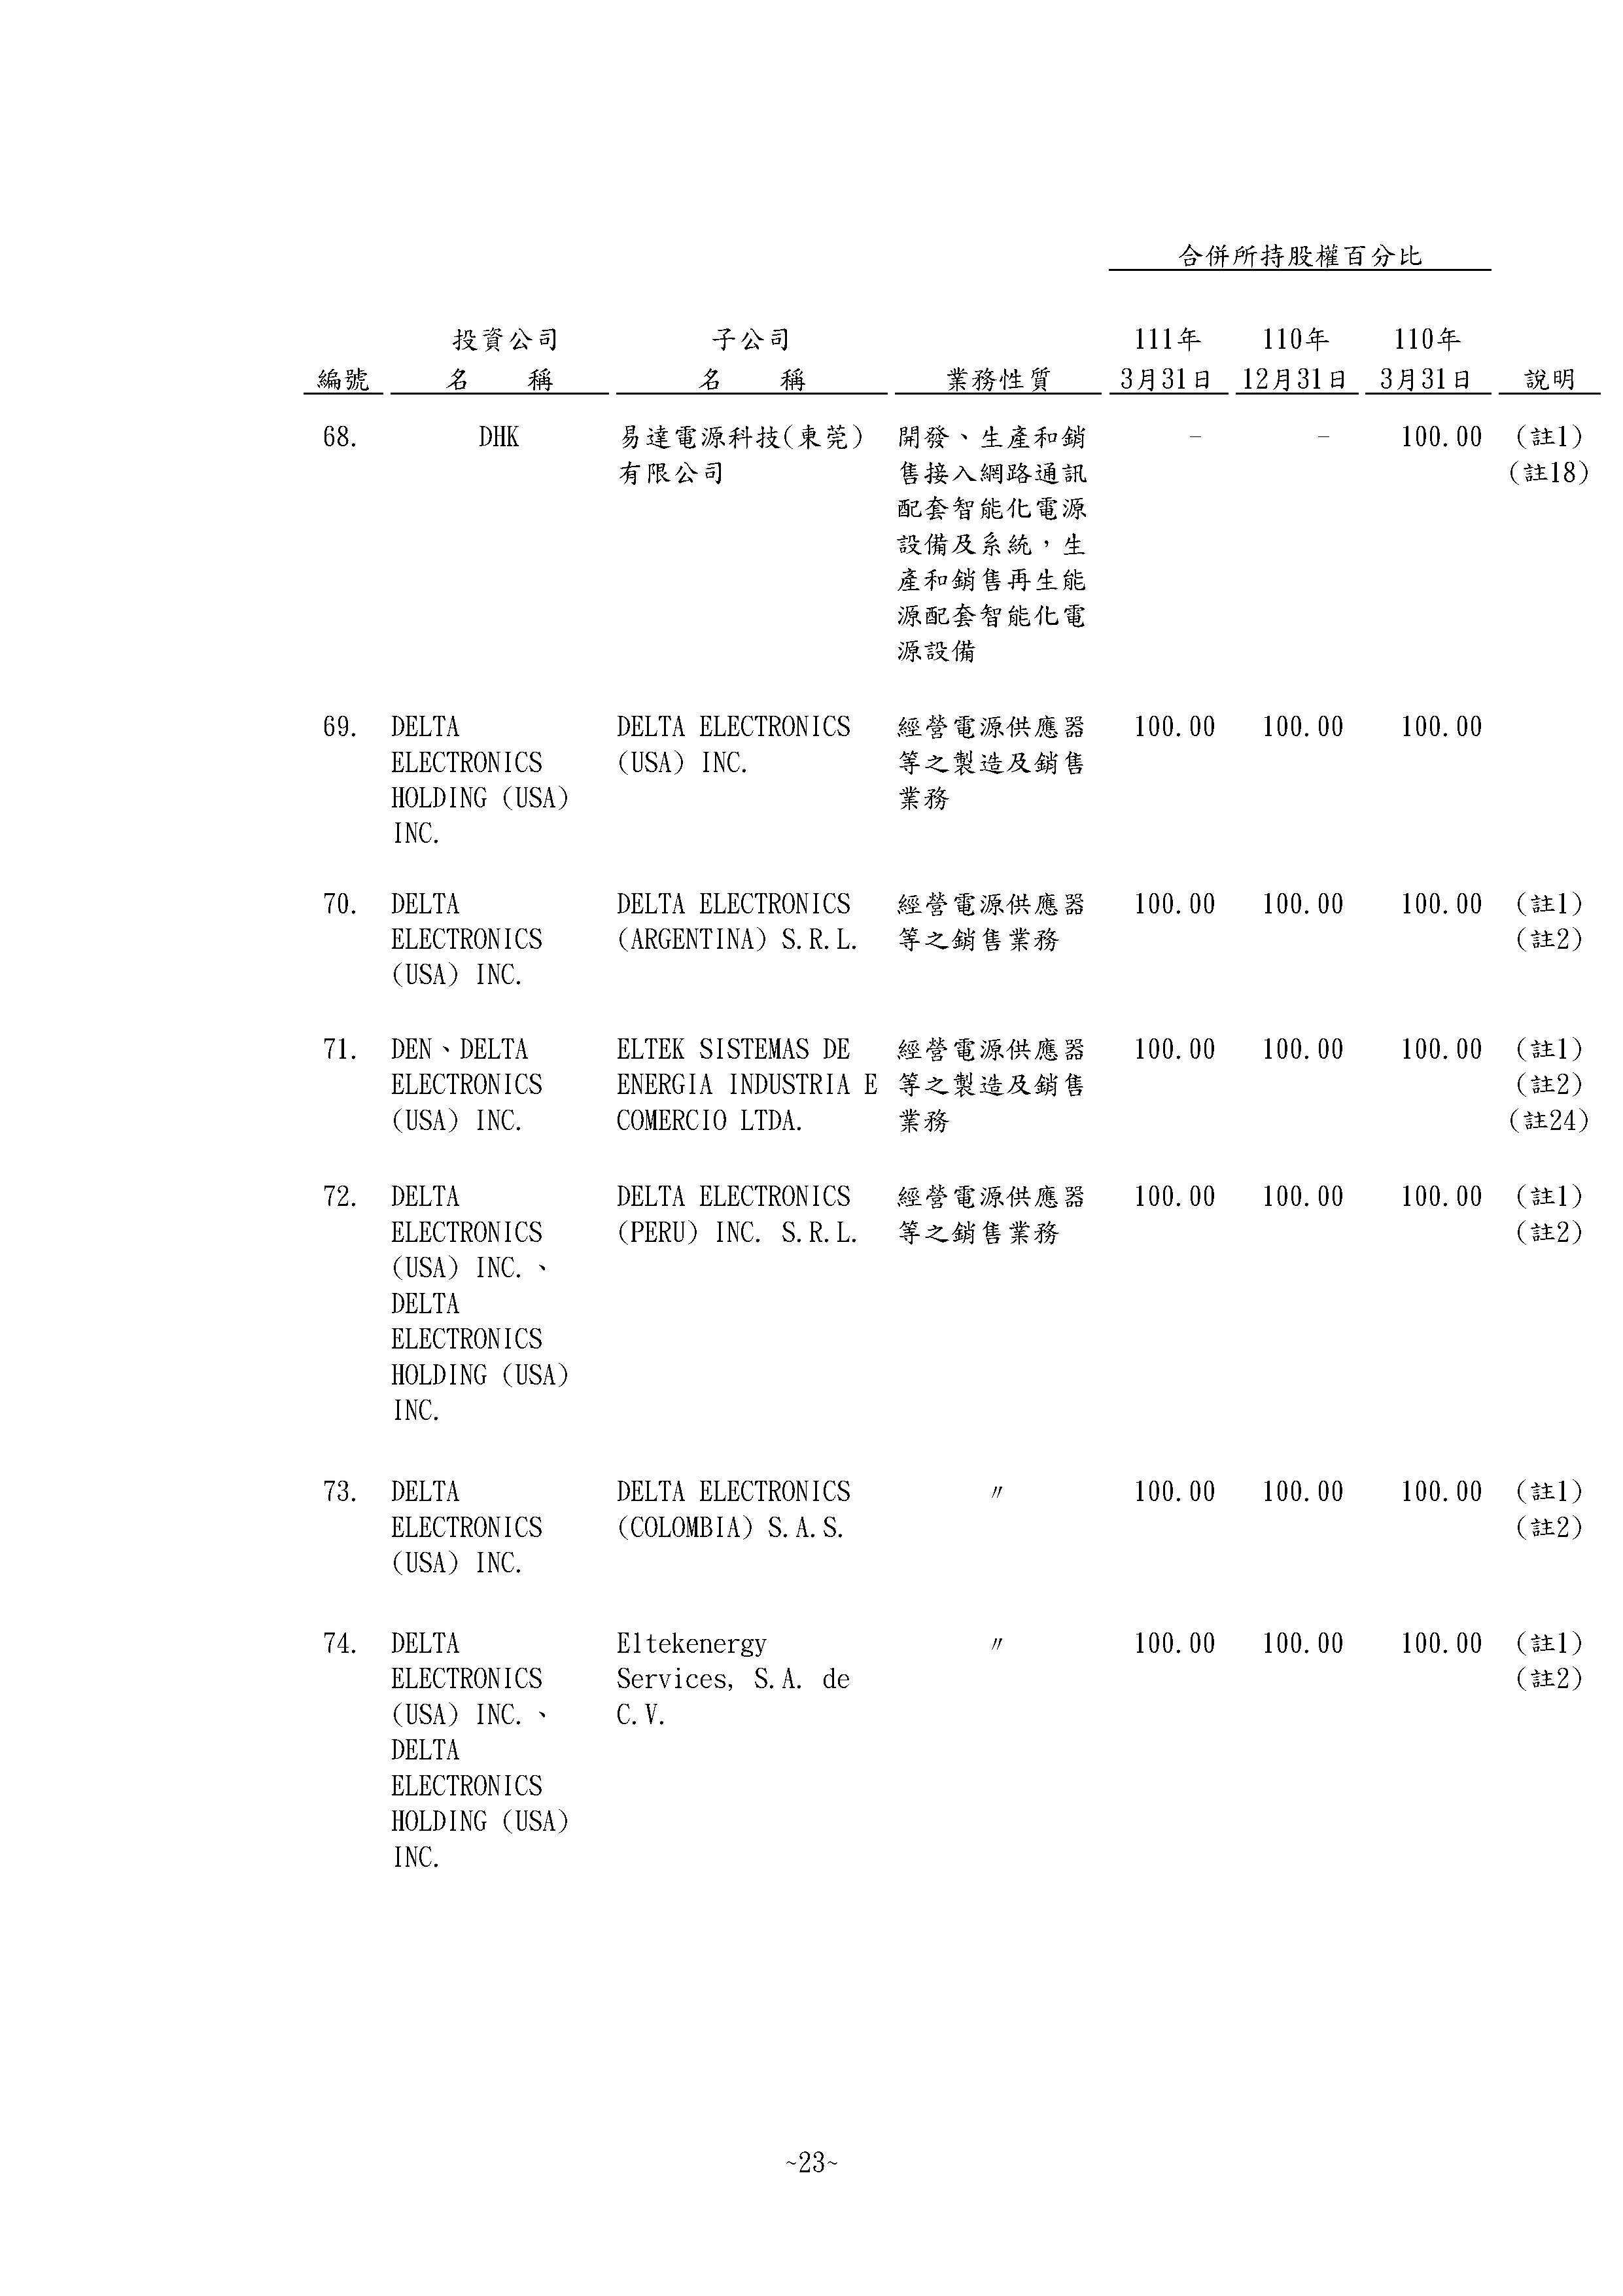 合併所持股權百分比
投資公司 子公司 111年 110年 110年
編號 名 稱 名 稱 業務性質 3月31日 12月31日 3月31日 說明
68. DHK 易達電源科技(東莞) 開發、生產和銷 - - 100.00 (註1)
有限公司 售接入網路通訊 (註18)
配套智能化電源
設備及系統，生
產和銷售再生能
源配套智能化電
源設備
69. DELTA DELTA ELECTRONICS 經營電源供應器 100.00 100.00 100.00
ELECTRONICS (USA) INC. 等之製造及銷售
HOLDING (USA) 業務
INC.
70. DELTA DELTA ELECTRONICS 經營電源供應器 100.00 100.00 100.00 (註1)
ELECTRONICS (ARGENTINA) S.R.L. 等之銷售業務 (註2)
(USA) INC.
71. DEN、DELTA ELTEK SISTEMAS DE 經營電源供應器 100.00 100.00 100.00 (註1)
ELECTRONICS ENERGIA INDUSTRIA E 等之製造及銷售 (註2)
(USA) INC. COMERCIO LTDA. 業務 (註24)
72. DELTA DELTA ELECTRONICS 經營電源供應器 100.00 100.00 100.00 (註1)
ELECTRONICS (PERU) INC. S.R.L. 等之銷售業務 (註2)
(USA) INC.、
DELTA
ELECTRONICS
HOLDING (USA)
INC.
73. DELTA DELTA ELECTRONICS 〃 100.00 100.00 100.00 (註1)
ELECTRONICS (COLOMBIA) S.A.S. (註2)
(USA) INC.
74. DELTA Eltekenergy 〃 100.00 100.00 100.00 (註1)
ELECTRONICS Services, S.A. de (註2)
(USA) INC.、 C.V.
DELTA
ELECTRONICS
HOLDING (USA)
INC.
~23~